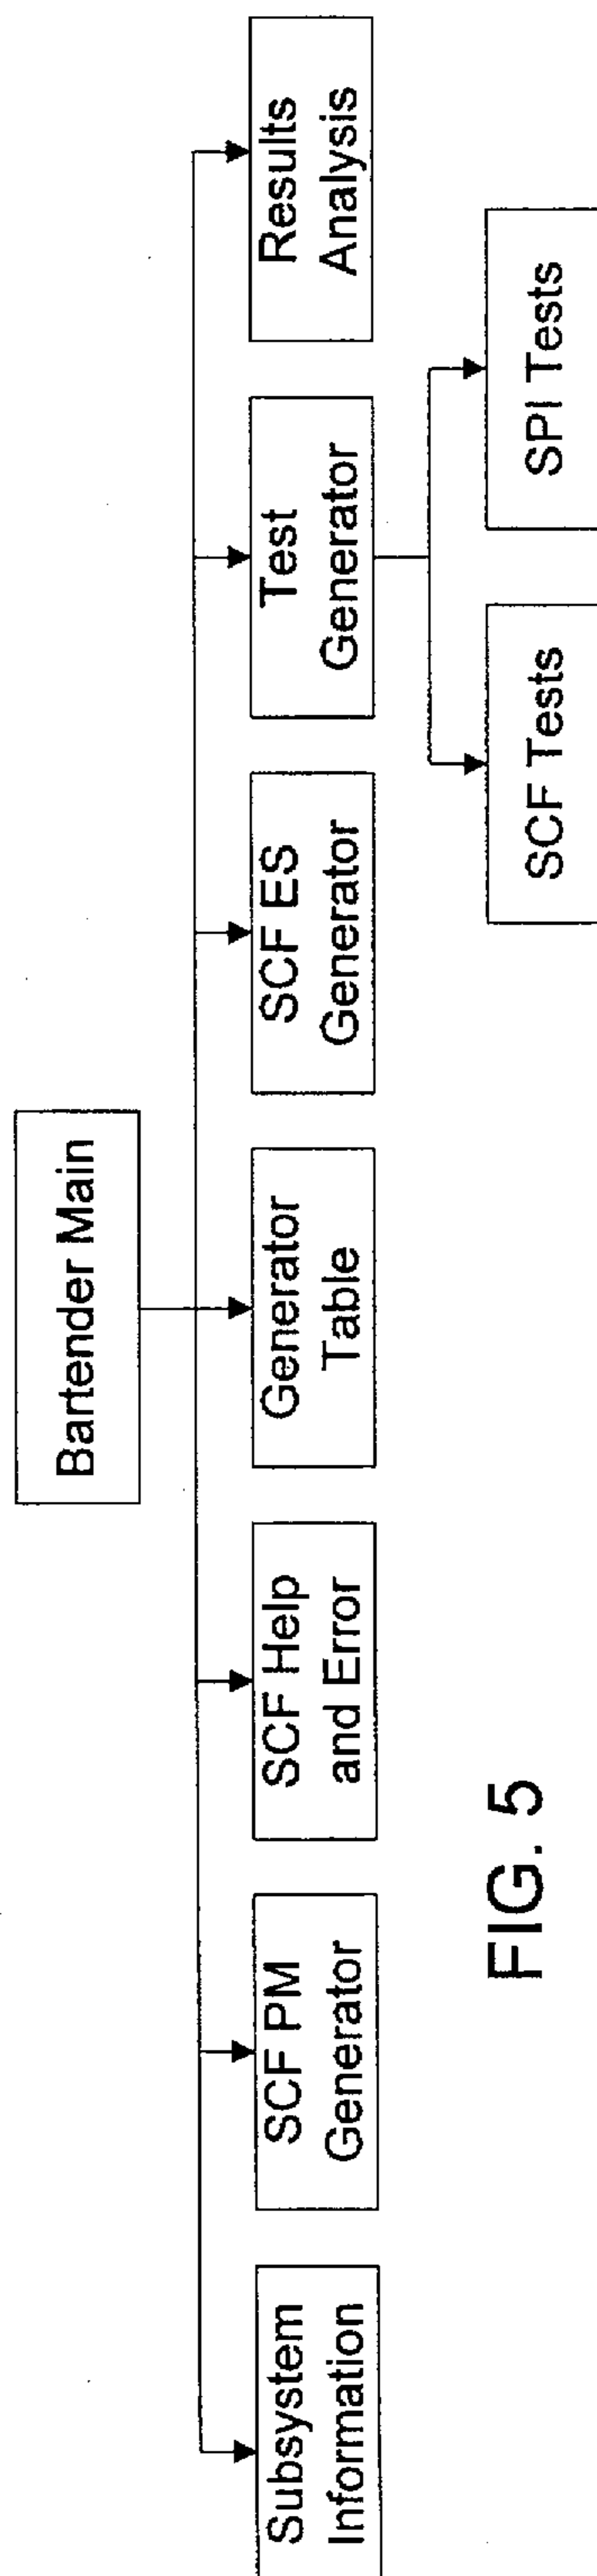 Bartender Main
Subsystem
Information
SCF PM
Generator
SCF Help
and Error
Generator
Table
SCF ES
Generator
Test
Generator
Results
Analysis
SCF Tests
SPI Tests
FIG. 5